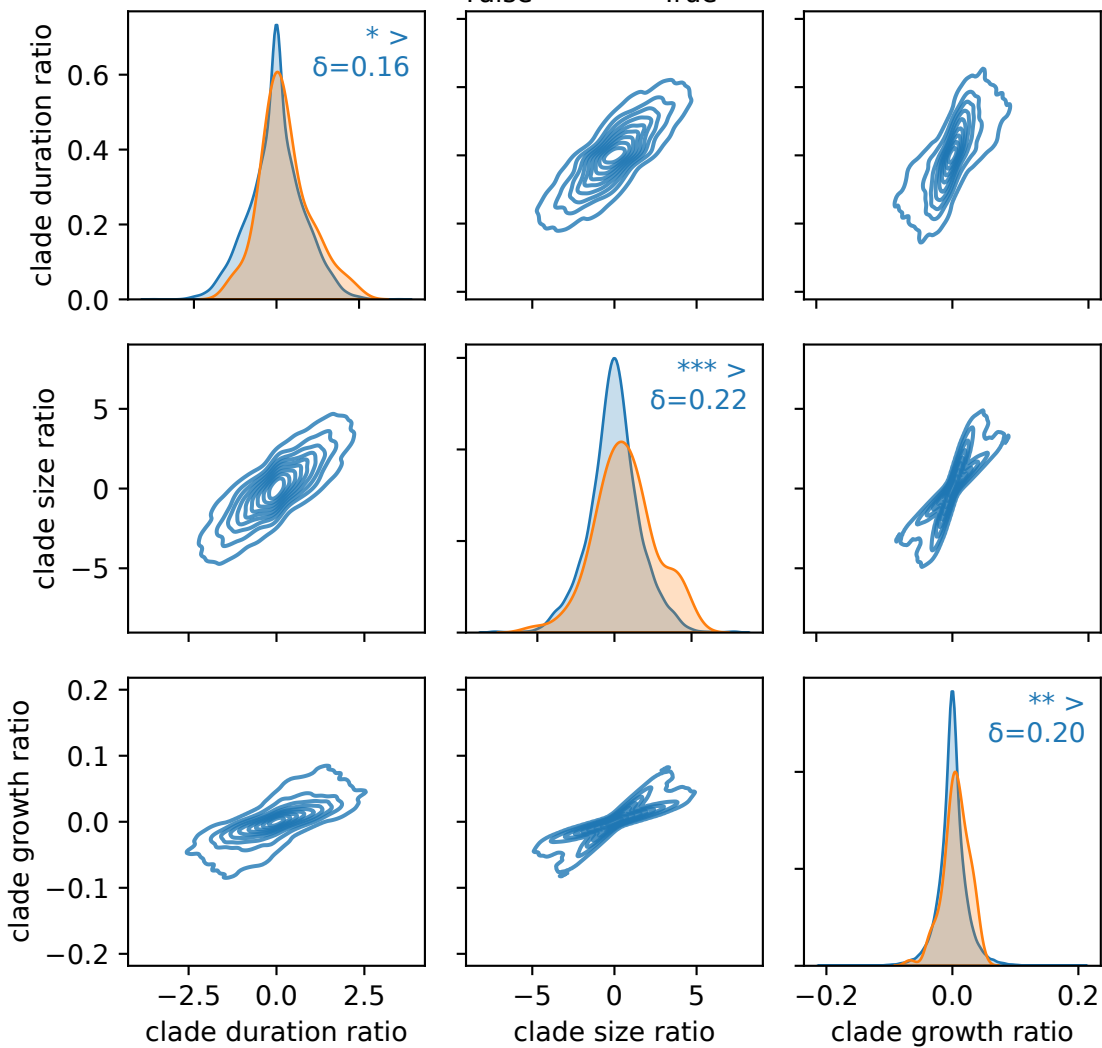 False True
clade duration ratio
0.6
0.4
0.2
0.0
* >
δ=0.16
clade size ratio
5
0
−5
*** >
δ=0.22
clade growth ratio
0.2
0.1
0.0
−0.1
−0.2
** >
δ=0.20
−2.5 0.0 2.5
−5 0 5
−0.2 0.0 0.2
clade duration ratio
clade size ratio
clade growth ratio